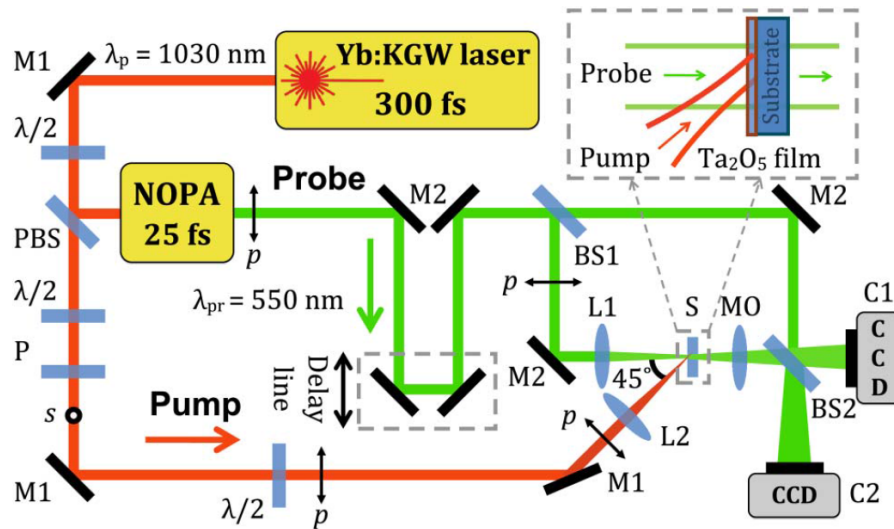 M1
λp = 1030 nm
Yb:KGW laser
300 fs
Probe
Pump
Substrate
Ta₂O₅ film
λ/2
NOPA
25 fs
Probe
p
M2
M2
PBS
BS1
λpr = 550 nm
p
λ/2
P
Delay
line
M2
L1
S
MO
C1
CCD
45°
BS2
s
Pump
p
L2
M1
λ/2
p
M1
CCD
C2